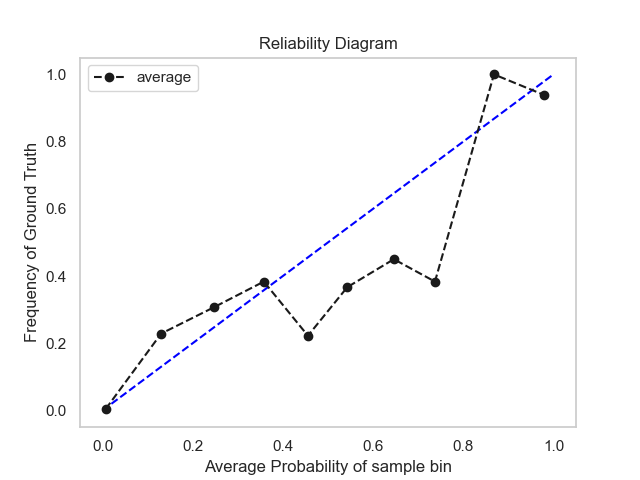 Reliability Diagram
average
Frequency of Ground Truth
1.0
0.8
0.6
0.4
0.2
0.0
0.0 0.2 0.4 0.6 0.8 1.0
Average Probability of sample bin